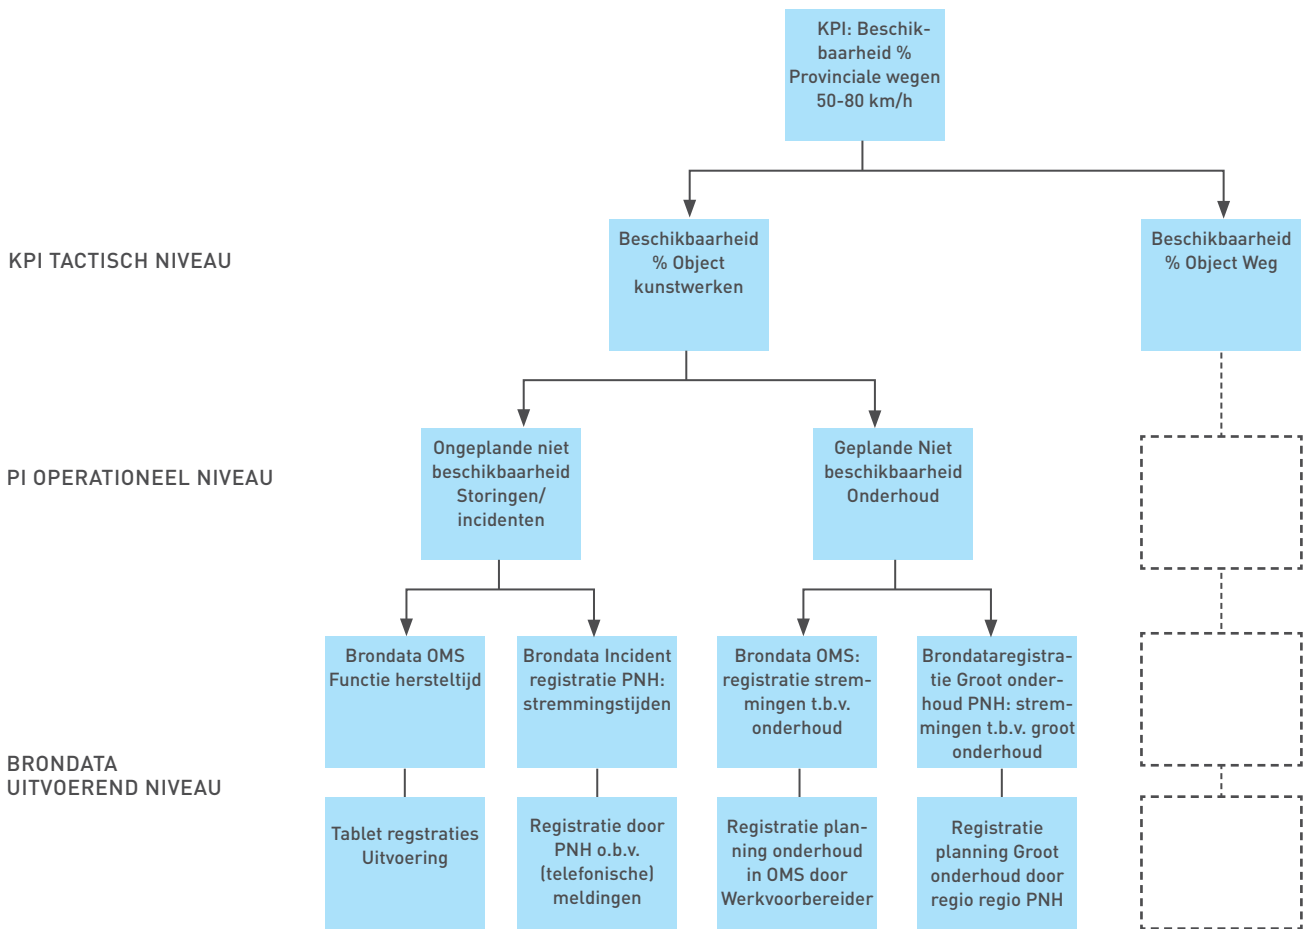 KPI: Beschik-
baarheid %
Provinciale wegen
50-80 km/h
KPI TACTISCH NIVEAU
Beschikbaarheid
% Object
kunstwerken
Beschikbaarheid
% Object Weg
PI OPERATIONEEL NIVEAU
Ongeplande niet
beschikbaarheid
Storingen/
incidenten
Geplande Niet
beschikbaarheid
Onderhoud
BRONDATA
UITVOEREND NIVEAU
Brondata OMS
Functie hersteltijd
Brondata Incident
registratie PNH:
stremmingstijden
Brondata OMS:
registratie strem-
mingen t.b.v.
onderhoud
Brondataregistra-
tie Groot onder-
houd PNH: strem-
mingen t.b.v. groot
onderhoud
Tablet regstraties
Uitvoering
Registratie door
PNH o.b.v.
(telefonische)
meldingen
Registratie plan-
ning onderhoud
in OMS door
Werkvoorbereider
Registratie
planning Groot
onderhoud door
regio regio PNH